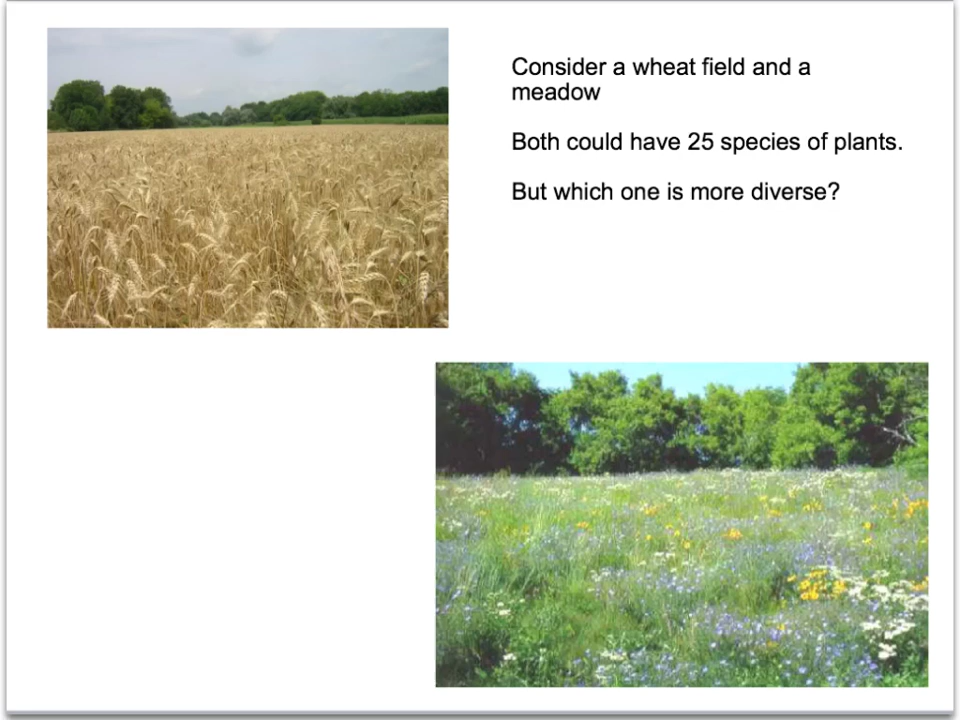 Consider a wheat field and a
meadow
Both could have 25 species of plants.
But which one is more diverse?